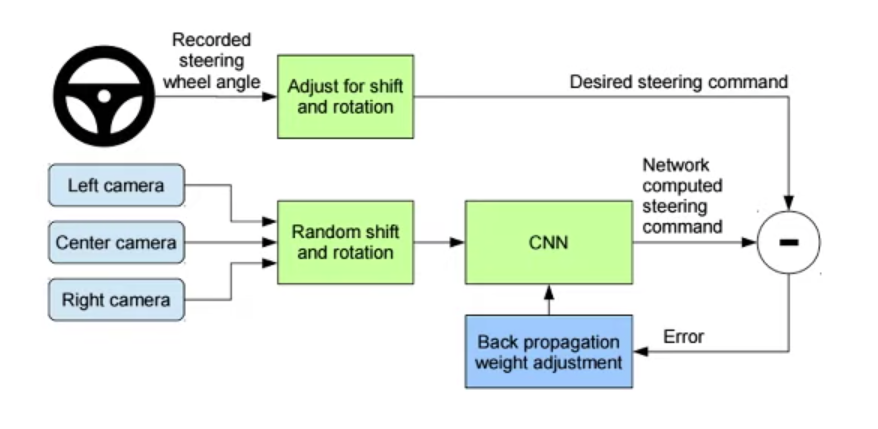 Recorded
steering
wheel angle
Adjust for shift
and rotation
Desired steering command
Left camera
Center camera
Right camera
Random shift
and rotation
CNN
Network
computed
steering
command
-
Back propagation
weight adjustment
Error